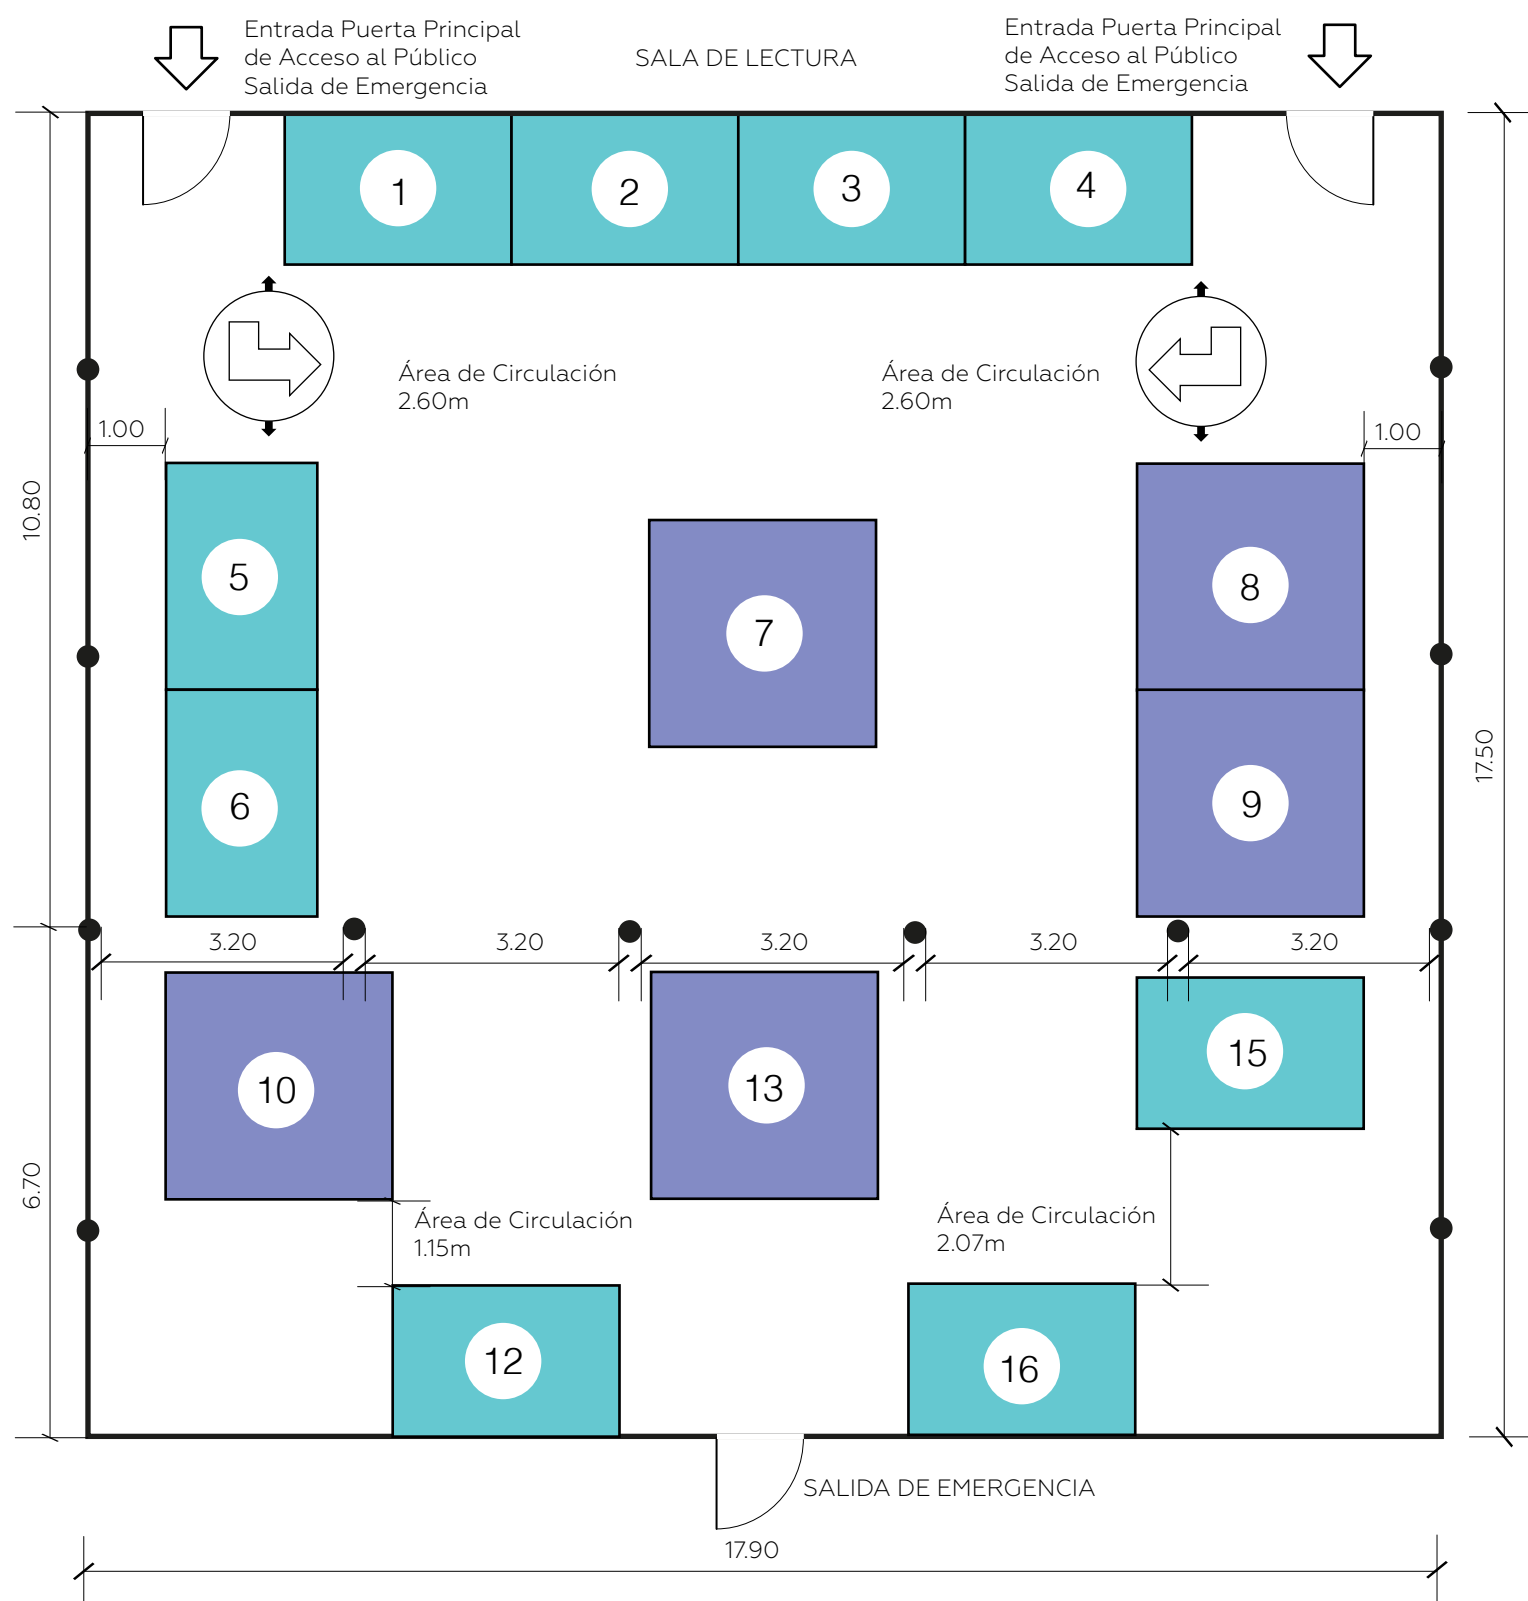 Entrada Puerta Principal
de Acceso al Público
Salida de Emergencia
SALA DE LECTURA
Entrada Puerta Principal
de Acceso al Público
Salida de Emergencia
1
2
3
4
Área de Circulación
2.60m
Área de Circulación
2.60m
1.00
1.00
10.80
5
7
8
17.50
6
9
3.20
3.20
3.20
3.20
3.20
10
13
15
6.70
Área de Circulación
1.15m
Área de Circulación
2.07m
12
16
SALIDA DE EMERGENCIA
17.90